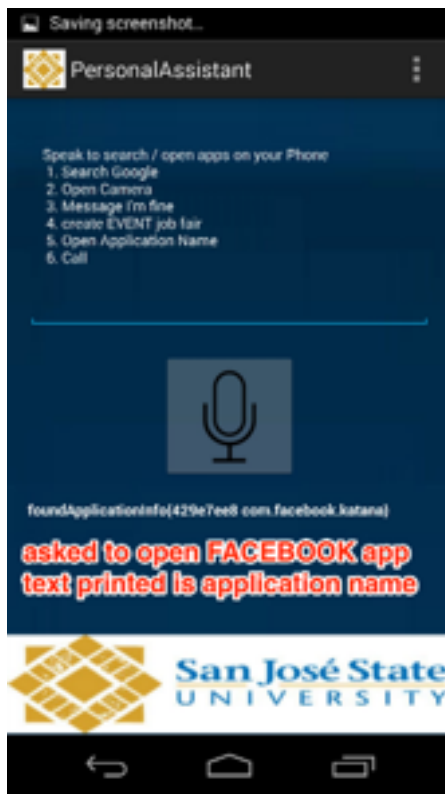 Saving screenshot...
PersonalAssistant
Speak to search / open apps on your Phone
1. Search Google
2. Open Camera
3. Message I'm fine
4. create EVENT job fair
5. Open Application Name
6. Call
foundApplicationInfo{429e7ee8 com.facebook.katana}
asked to open FACEBOOK app
text printed is application name
San José State
UNIVERSITY